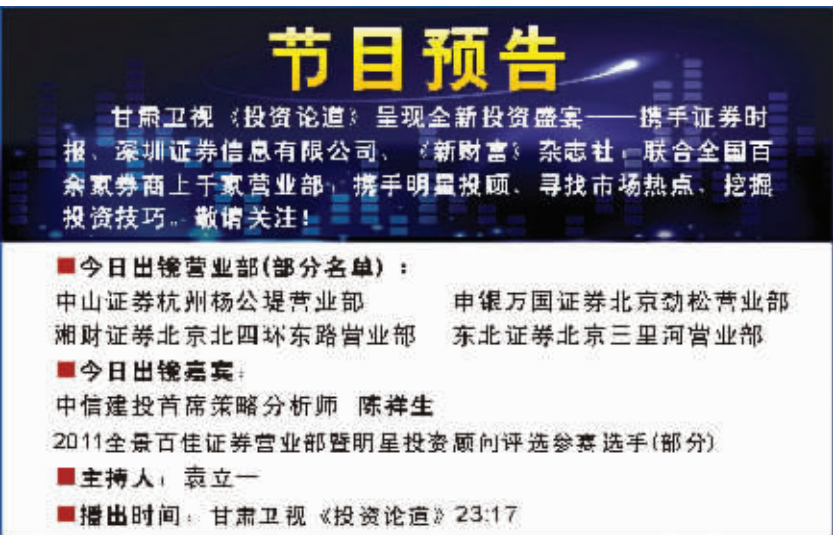 节目预告
甘肃卫视《投资论道》呈现全新投资盛宴——携手证券时
报、深圳证券信息有限公司、《新财富》杂志社，联合全国百
余家券商上千家营业部，携手明星投顾、寻找市场热点、挖掘
投资技巧。敬请关注！
■今日出镜营业部(部分名单)：
中山证券杭州杨公堤营业部 申银万国证券北京劲松营业部
湘财证券北京北四环东路营业部 东北证券北京三里河营业部
■今日出镜嘉宾：
中信建投首席策略分析师 陈祥生
2011全景百佳证券营业部暨明星投资顾问评选参赛选手(部分)
■主持人：袁立一
■播出时间：甘肃卫视《投资论道》23:17